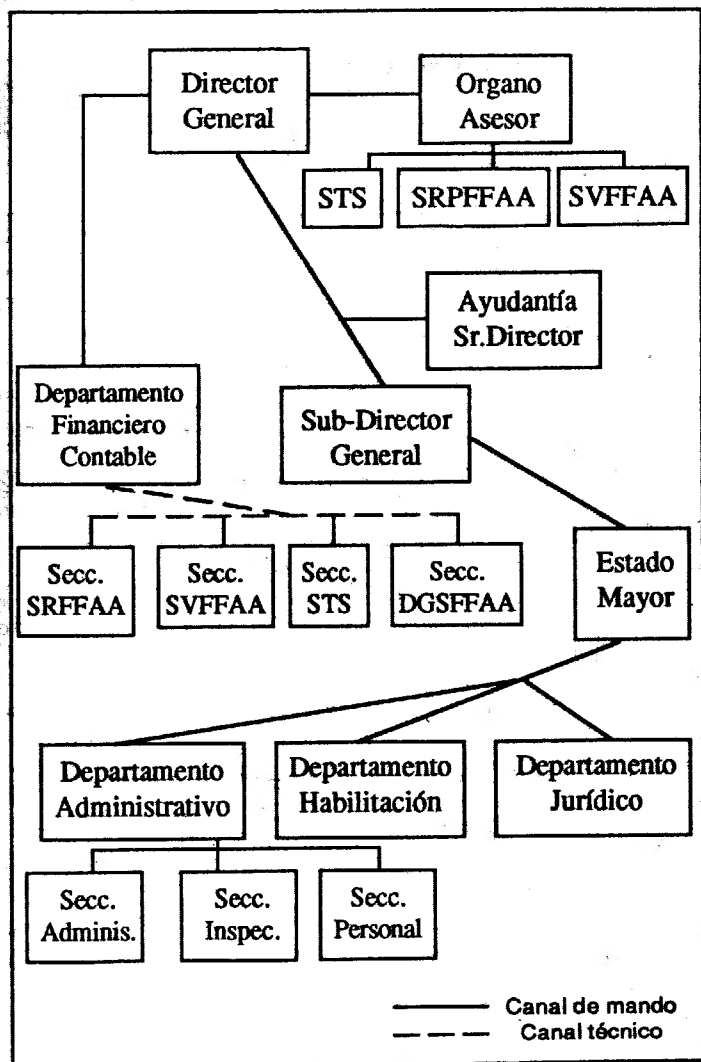 Director
General
Organo
Asesor
STS
SRPFFAA
SVFFAA
Ayudantía
Sr.Director
Departamento
Financiero
Contable
Sub-Director
General
Secc.
SRFFAA
Secc.
SVFFAA
Secc.
STS
Secc.
DGSFFAA
Estado
Mayor
Departamento
Administrativo
Departamento
Habilitación
Departamento
Jurídico
Secc.
Adminis.
Secc.
Inspec.
Secc.
Personal
Canal de mando
Canal técnico